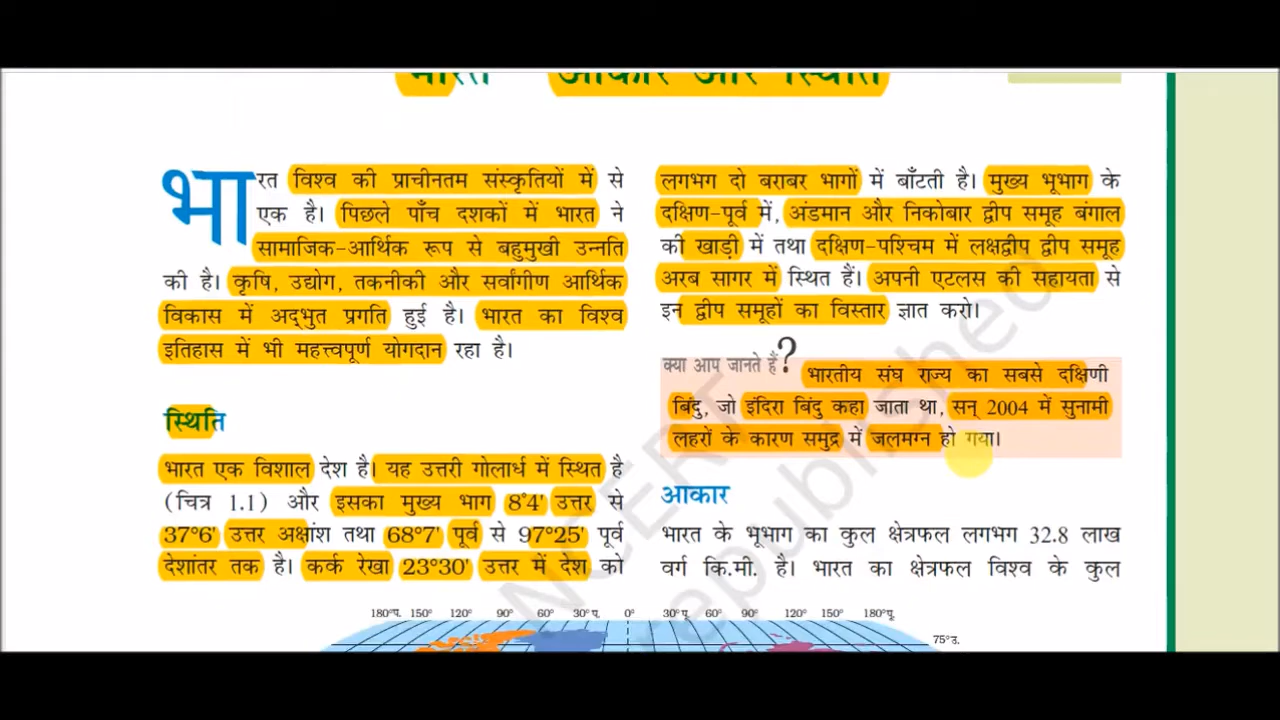 भारत आकार और स्थिति
भारत विश्व की प्राचीनतम संस्कृतियों में से
एक है। पिछले पाँच दशकों में भारत ने
सामाजिक-आर्थिक रूप से बहुमुखी उन्नति
की है। कृषि, उद्योग, तकनीकी और सर्वांगीण आर्थिक
विकास में अद्भुत प्रगति हुई है। भारत का विश्व
इतिहास में भी महत्त्वपूर्ण योगदान रहा है।
स्थिति
भारत एक विशाल देश है। यह उत्तरी गोलार्ध में स्थित है
(चित्र 1.1) और इसका मुख्य भाग 8°4' उत्तर से
37°6' उत्तर अक्षांश तथा 68°7' पूर्व से 97°25' पूर्व
देशांतर तक है। कर्क रेखा 23°30' उत्तर में देश को
लगभग दो बराबर भागों में बाँटती है। मुख्य भूभाग के
दक्षिण-पूर्व में, अंडमान और निकोबार द्वीप समूह बंगाल
की खाड़ी में तथा दक्षिण-पश्चिम में लक्षद्वीप द्वीप समूह
अरब सागर में स्थित हैं। अपनी एटलस की सहायता से
इन द्वीप समूहों का विस्तार ज्ञात करो।
क्या आप जानते हैं?
भारतीय संघ राज्य का सबसे दक्षिणी
बिंदु, जो इंदिरा बिंदु कहा जाता था, सन् 2004 में सुनामी
लहरों के कारण समुद्र में जलमग्न हो गया।
आकार
भारत के भूभाग का कुल क्षेत्रफल लगभग 32.8 लाख
वर्ग कि.मी. है। भारत का क्षेत्रफल विश्व के कुल
180°प. 150° 120° 90° 60° 30°प. 0° 30°पू. 60° 90° 120° 150° 180°पू.
75°उ.
NCERT
republished